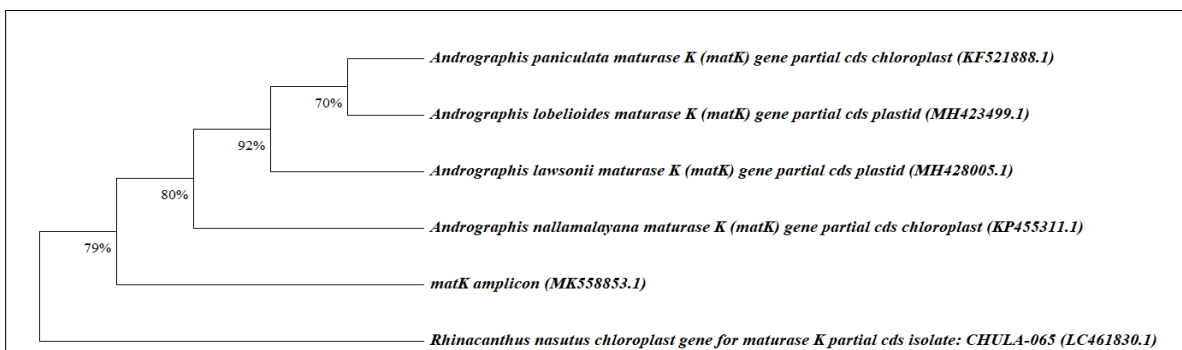 Andrographis paniculata maturase K (matK) gene partial cds chloroplast (KF521888.1)
70%
Andrographis lobelioides maturase K (matK) gene partial cds plastid (MH423499.1)
92%
Andrographis lawsonii maturase K (matK) gene partial cds plastid (MH428005.1)
80%
Andrographis nallamalayana maturase K (matK) gene partial cds chloroplast (KP455311.1)
79%
matK amplicon (MK558853.1)
Rhinacanthus nasutus chloroplast gene for maturase K partial cds isolate: CHULA-065 (LC461830.1)